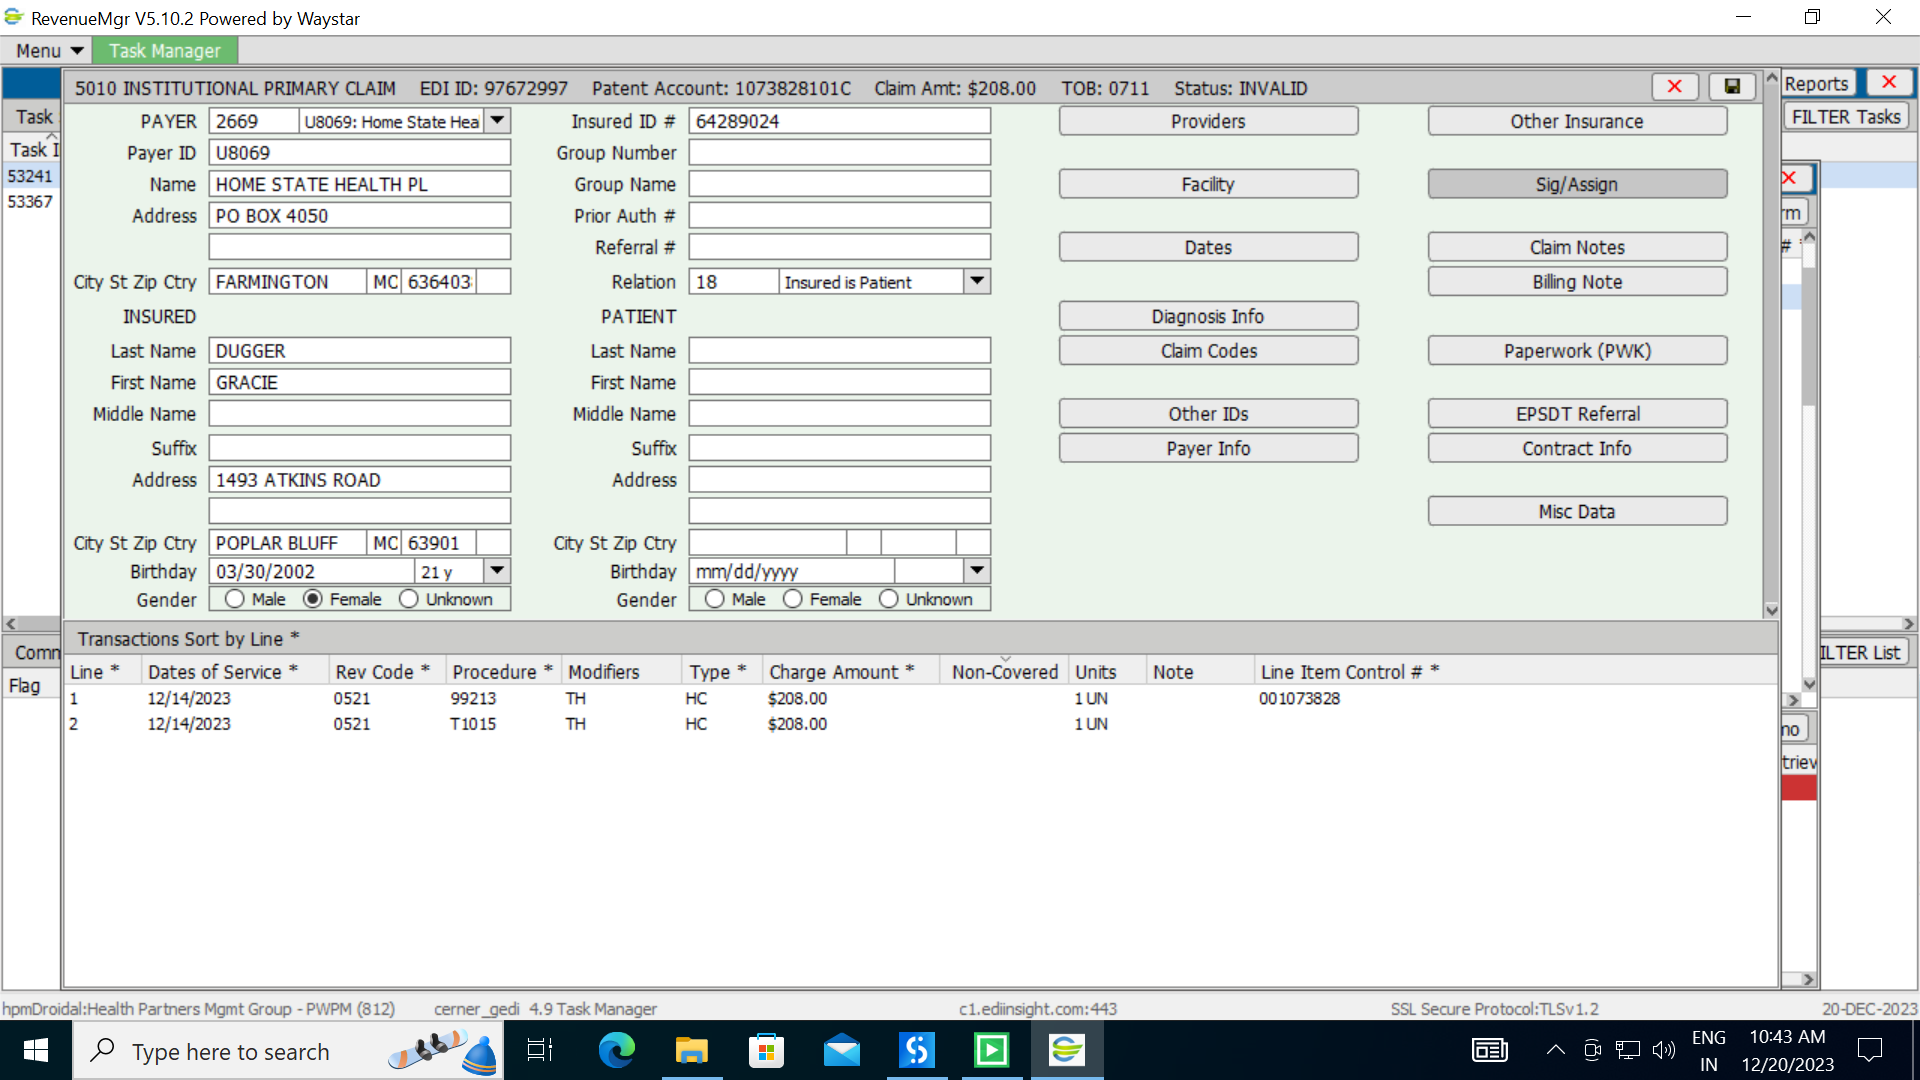 RevenueMgr V5.10.2 Powered by Waystar
Menu Task Manager
5010 INSTITUTIONAL PRIMARY CLAIM EDI ID: 97672997 Patent Account: 1073828101C Claim Amt: $208.00 TOB: 0711 Status: INVALID
Reports
Task
FILTER Tasks
Task I
53241
53367
PAYER 2669 U8069: Home State Hea
Payer ID U8069
Name HOME STATE HEALTH PL
Address PO BOX 4050
City St Zip Ctry FARMINGTON MO 636403
INSURED
Last Name DUGGER
First Name GRACIE
Middle Name
Suffix
Address 1493 ATKINS ROAD
City St Zip Ctry POPLAR BLUFF MO 63901
Birthday 03/30/2002 21 y
Gender Male Female Unknown
Insured ID # 64289024
Group Number
Group Name
Prior Auth #
Referral #
Relation 18 Insured is Patient
PATIENT
Last Name
First Name
Middle Name
Suffix
Address
City St Zip Ctry
Birthday mm/dd/yyyy
Gender Male Female Unknown
Providers
Facility
Dates
Diagnosis Info
Claim Codes
Other IDs
Payer Info
Other Insurance
Sig/Assign
Claim Notes
Billing Note
Paperwork (PWK)
EPSDT Referral
Contract Info
Misc Data
rm
#
Comm
ILTER List
Flag
no
triev
Transactions Sort by Line *
Line * Dates of Service * Rev Code * Procedure * Modifiers Type * Charge Amount * Non-Covered Units Note Line Item Control # *
1 12/14/2023 0521 99213 TH HC $208.00 1 UN 001073828
2 12/14/2023 0521 T1015 TH HC $208.00 1 UN
hpmDroidal:Health Partners Mgmt Group - PWPM (812) cerner_gedi 4.9 Task Manager c1.ediinsight.com:443 SSL Secure Protocol:TLSv1.2 20-DEC-2023
Type here to search
ENG
IN
10:43 AM
12/20/2023